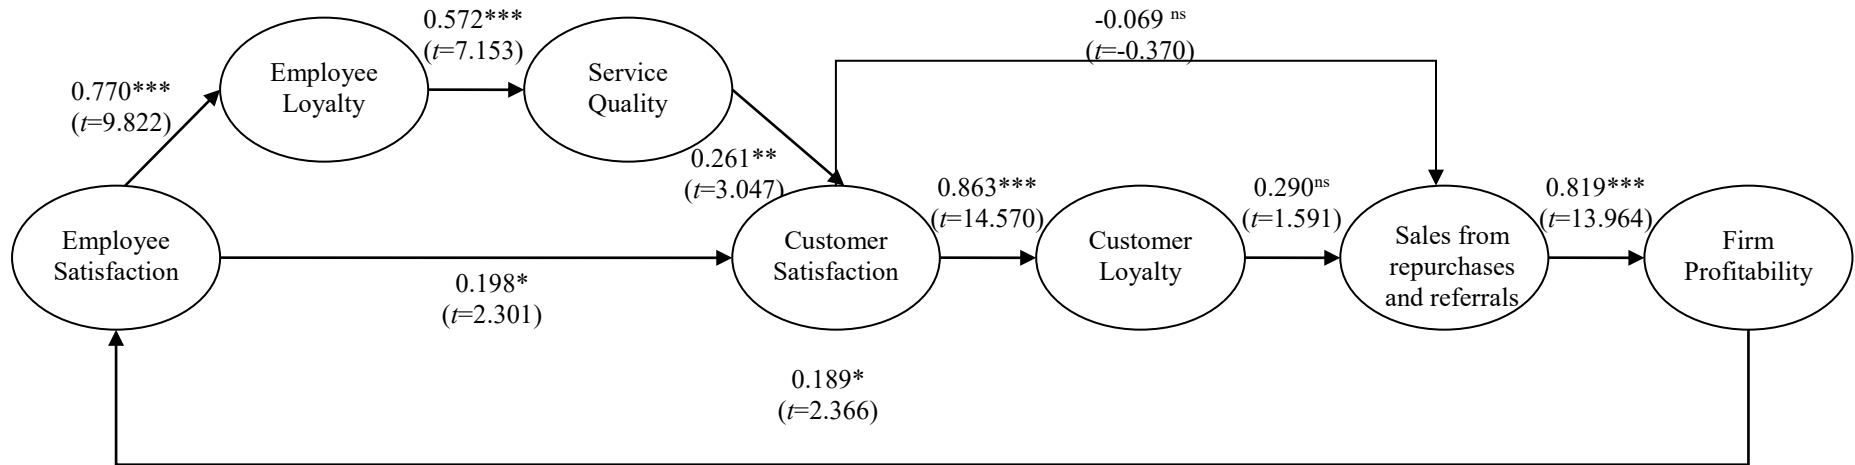 -0.069 ns
(t=-0.370)
0.572***
(t=7.153)
Employee
Loyalty
Service
Quality
0.770***
(t=9.822)
0.261**
(t=3.047)
0.863***
(t=14.570)
0.290ns
(t=1.591)
0.819***
(t=13.964)
Employee
Satisfaction
Customer
Satisfaction
Customer
Loyalty
Sales from
repurchases
and referrals
Firm
Profitability
0.198*
(t=2.301)
0.189*
(t=2.366)